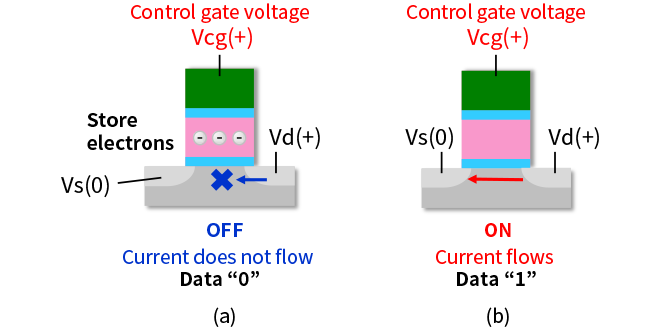 Control gate voltage
Vcg(+)
Store
electrons
Vd(+)
Vs(0)
OFF
Current does not flow
Data “0”
(a)
Control gate voltage
Vcg(+)
Vs(0)
Vd(+)
ON
Current flows
Data “1”
(b)